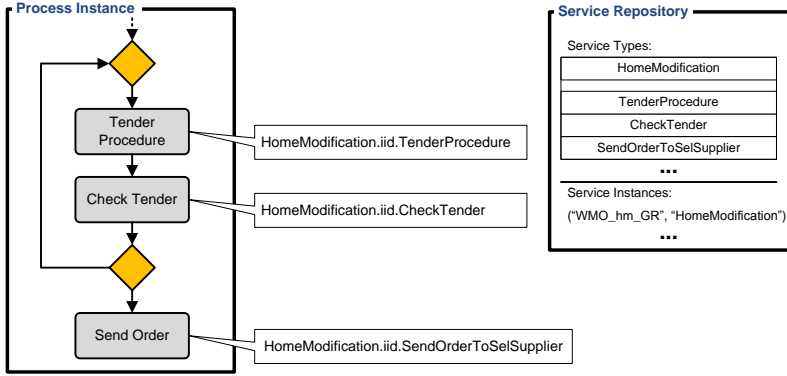 Process Instance
Tender
Procedure
HomeModification.iid.TenderProcedure
Check Tender
HomeModification.iid.CheckTender
Send Order
HomeModification.iid.SendOrderToSelSupplier
Service Repository
Service Types:
HomeModification
TenderProcedure
CheckTender
SendOrderToSelSupplier
...
Service Instances:
(“WMO_hm_GR”, “HomeModification”)
...